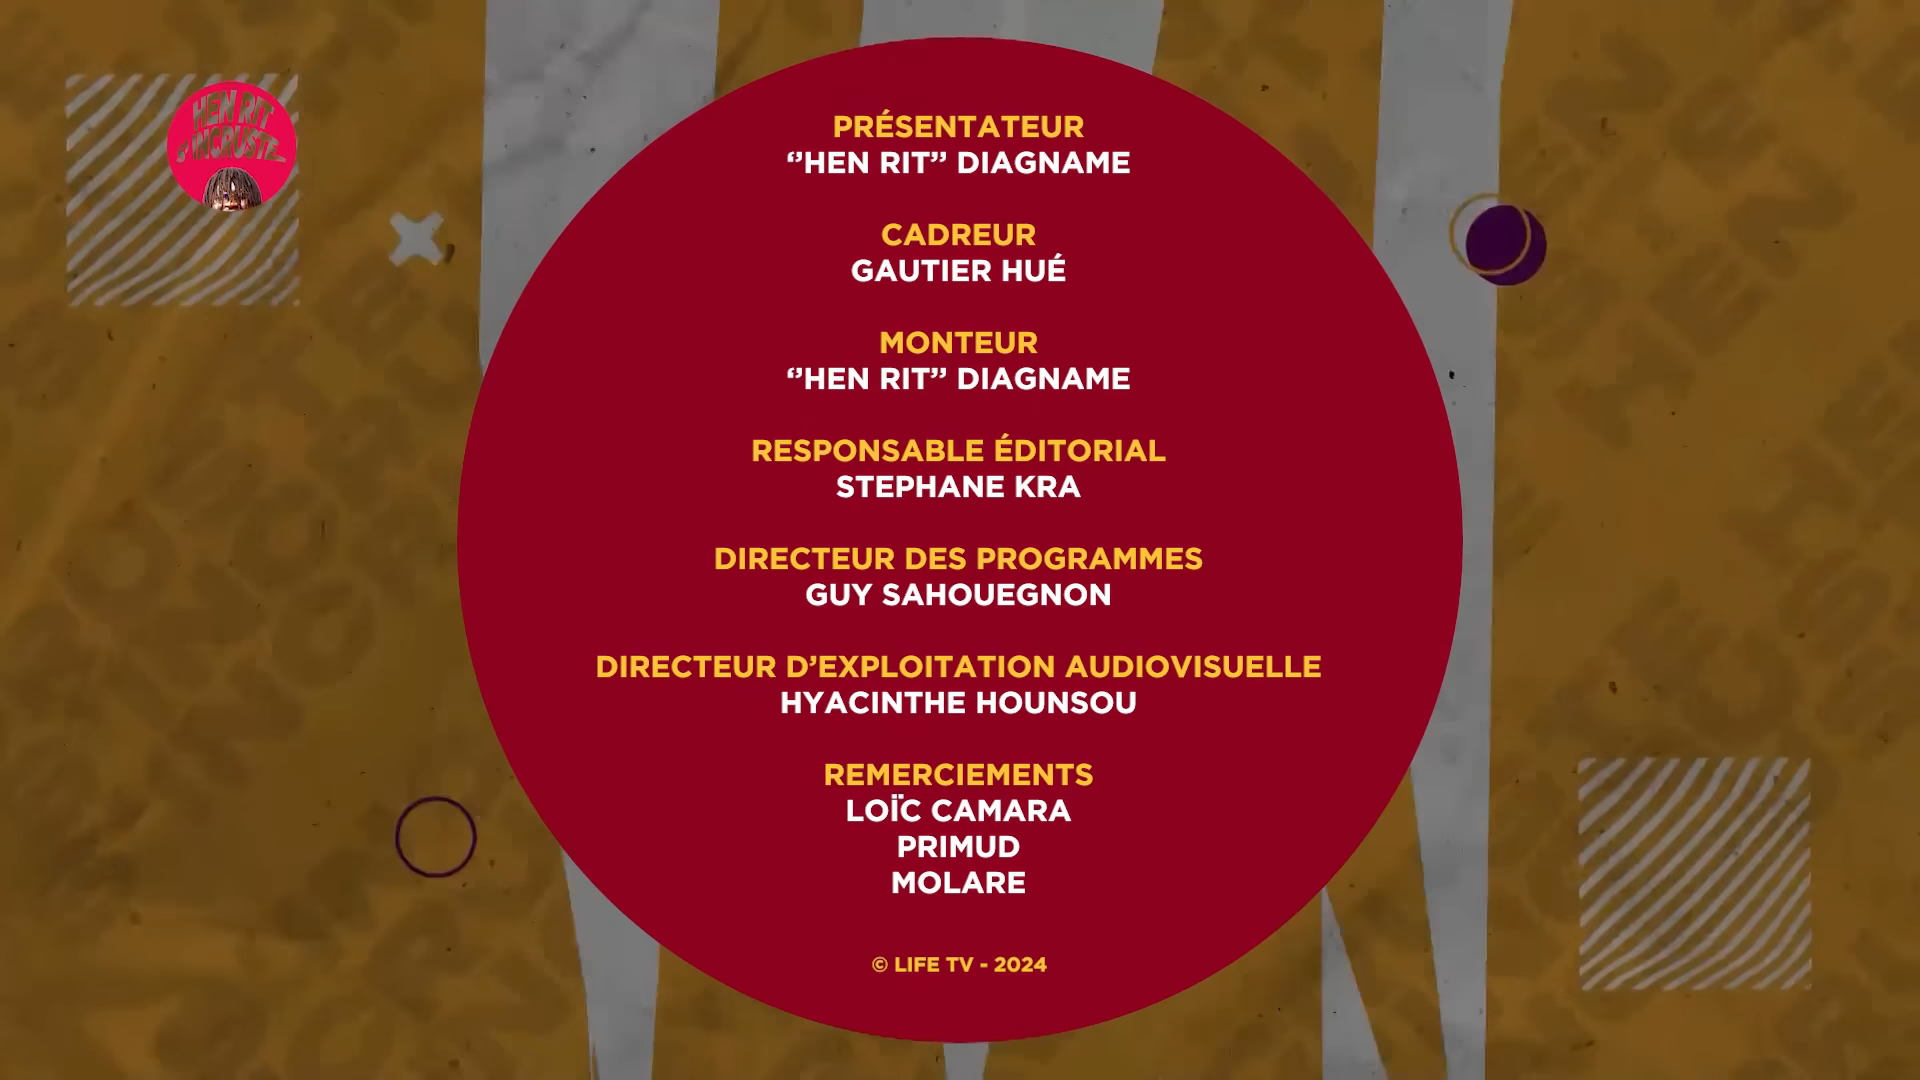 HEN RIT
S'INCRUSTE
PRÉSENTATEUR
‘’HEN RIT’’ DIAGNAME
CADREUR
GAUTIER HUÉ
MONTEUR
‘’HEN RIT’’ DIAGNAME
RESPONSABLE ÉDITORIAL
STEPHANE KRA
DIRECTEUR DES PROGRAMMES
GUY SAHOUEGNON
DIRECTEUR D’EXPLOITATION AUDIOVISUELLE
HYACINTHE HOUNSOU
REMERCIEMENTS
LOÏC CAMARA
PRIMUD
MOLARE
© LIFE TV - 2024